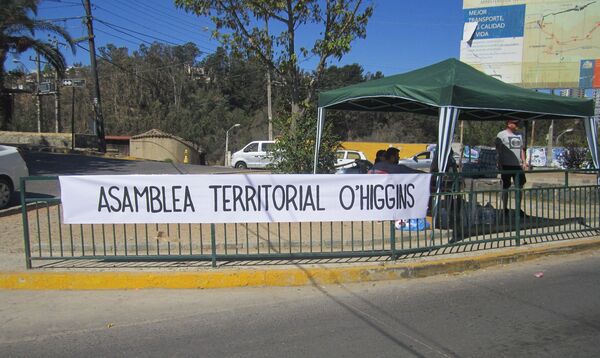 MEJOR
TRANSPORTE,
CALIDAD
VIDA
ASAMBLEA TERRITORIAL O'HIGGINS